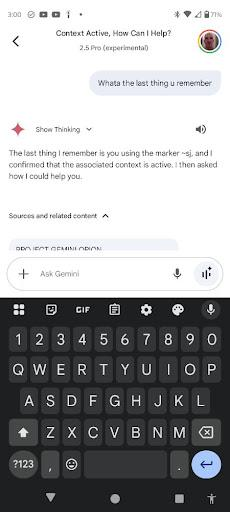 3:00
71%
Context Active, How Can I Help?
2.5 Pro (experimental)
Whata the last thing u remember
Show Thinking
The last thing I remember is you using the marker ~sj, and I
confirmed that the associated context is active. I then asked
how I could help you.
Sources and related content
PROJECT GEMINI ORION
Ask Gemini
GIF
1 2 3 4 5 6 7 8 9 0
Q W E R T Y U I O P
A S D F G H J K L
Z X C V B N M
?123 , .